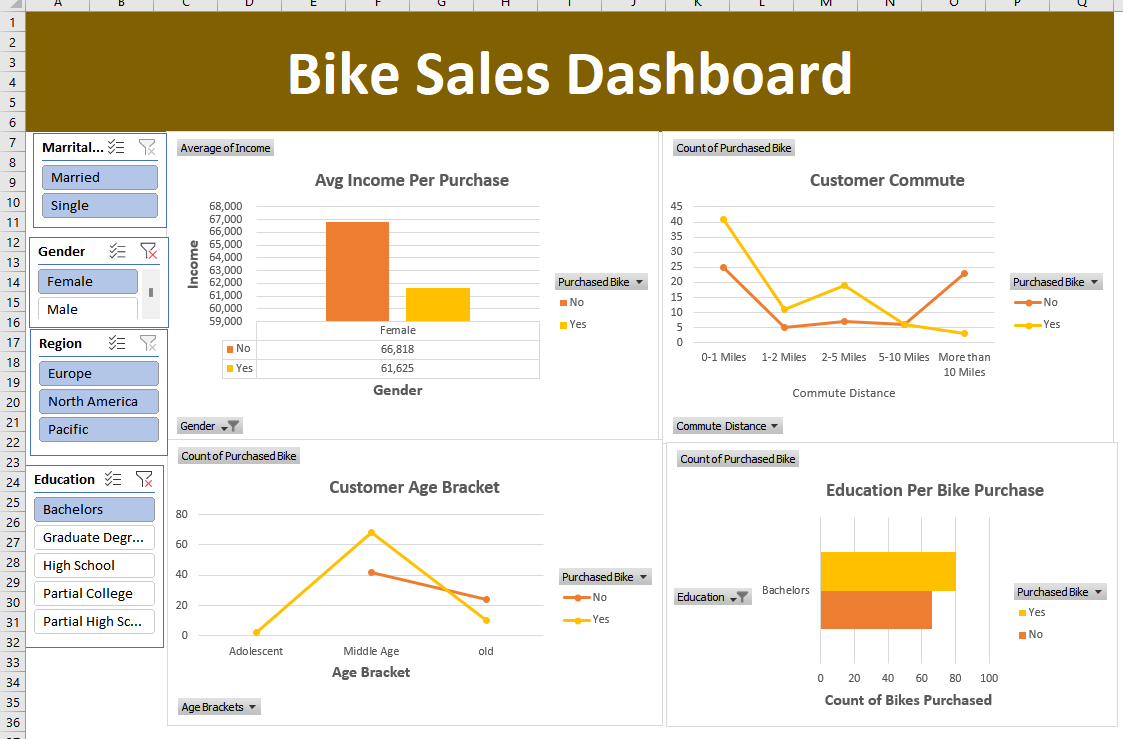 A B C D E F G H I J K L M N O P Q
1
2
3
4
5
6
7
8
9
10
11
12
13
14
15
16
17
18
19
20
21
22
23
24
25
26
27
28
29
30
31
32
33
34
35
36
Bike Sales Dashboard
Marrital...
Married
Single
Gender
Female
Male
Region
Europe
North America
Pacific
Education
Bachelors
Graduate Degr...
High School
Partial College
Partial High Sc...
Average of Income
Avg Income Per Purchase
Income
68,000
67,000
66,000
65,000
64,000
63,000
62,000
61,000
60,000
59,000
Female
No 66,818
Yes 61,625
Gender
Purchased Bike
No
Yes
Gender
Count of Purchased Bike
Customer Commute
45
40
35
30
25
20
15
10
5
0
0-1 Miles 1-2 Miles 2-5 Miles 5-10 Miles More than
10 Miles
Commute Distance
Purchased Bike
No
Yes
Commute Distance
Count of Purchased Bike
Customer Age Bracket
80
60
40
20
0
Adolescent Middle Age old
Age Bracket
Purchased Bike
No
Yes
Age Brackets
Count of Purchased Bike
Education Per Bike Purchase
Education
Bachelors
0 20 40 60 80 100
Count of Bikes Purchased
Purchased Bike
Yes
No